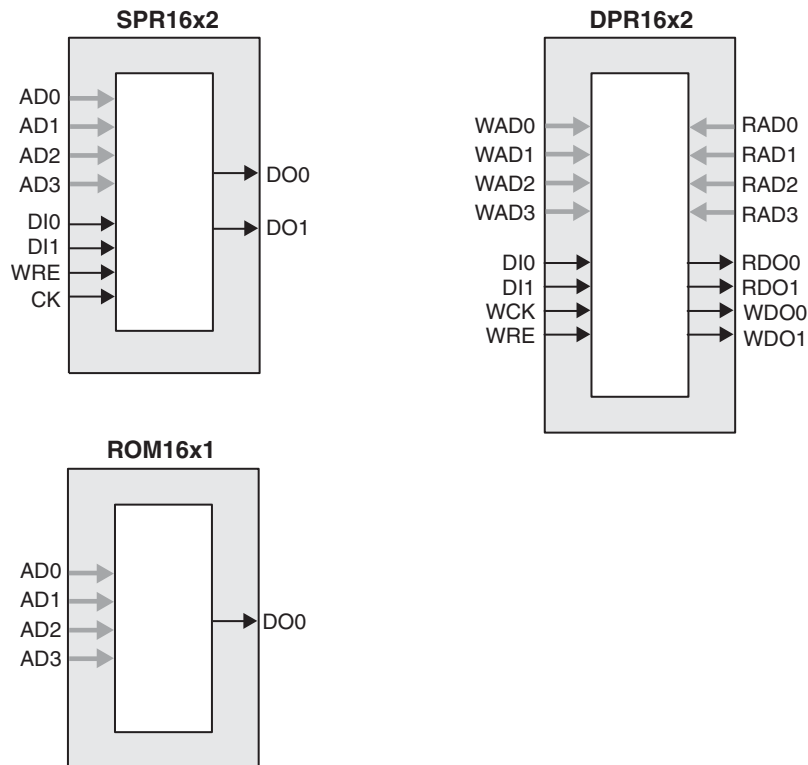 SPR16x2
AD0
AD1
AD2
AD3
DI0
DI1
WRE
CK
DO0
DO1
DPR16x2
WAD0
WAD1
WAD2
WAD3
DI0
DI1
WCK
WRE
RAD0
RAD1
RAD2
RAD3
RDO0
RDO1
WDO0
WDO1
ROM16x1
AD0
AD1
AD2
AD3
DO0